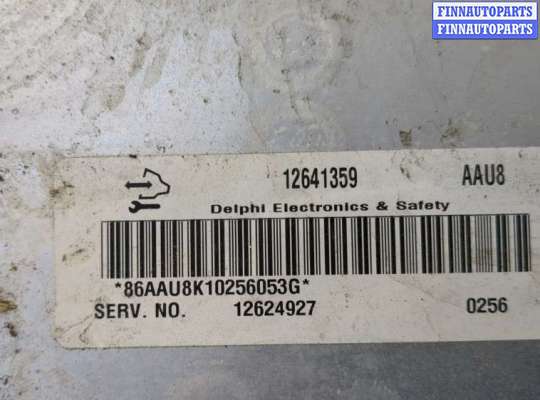 FINNAUTOPARTS
FINNAUTOPARTS
12641359 AAU8
Delphi Electronics & Safety
*86AAU8K10256053G*
SERV. NO. 12624927 0256